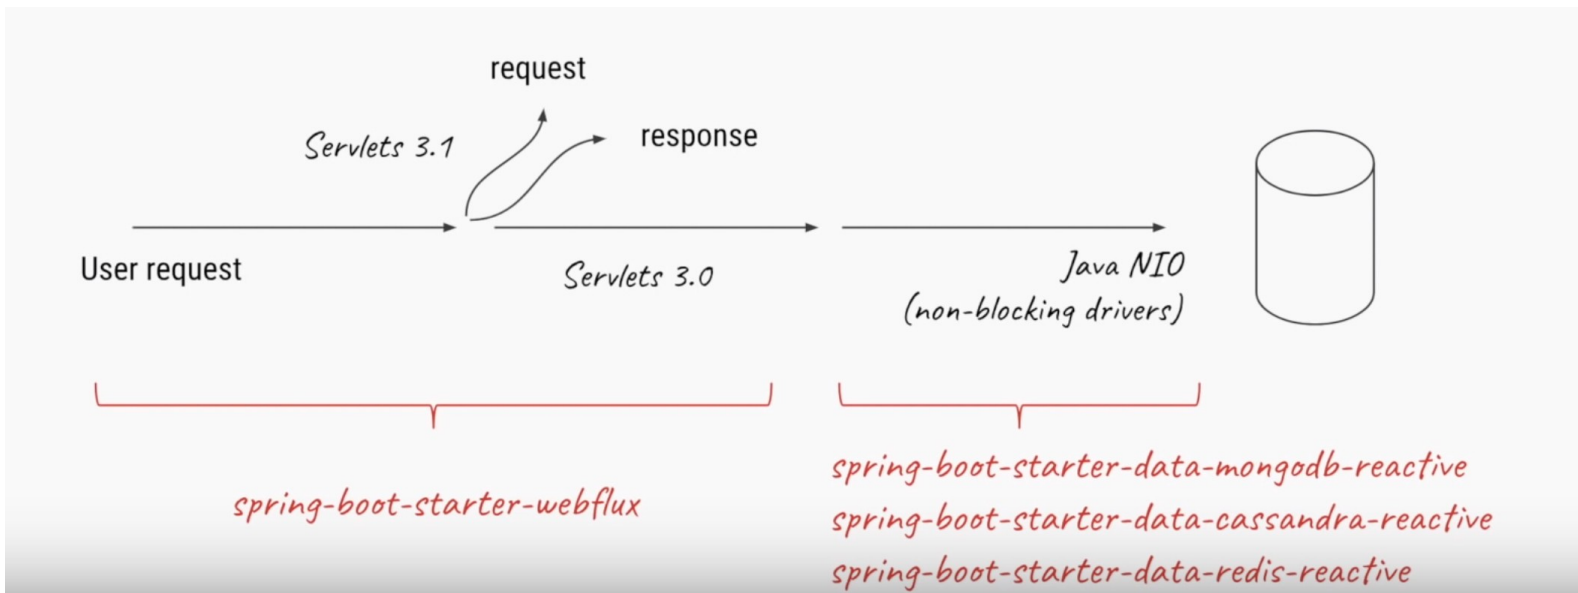 request
Servlets 3.1
response
User request
Servlets 3.0
Java NIO
(non-blocking drivers)
spring-boot-starter-webflux
spring-boot-starter-data-mongodb-reactive
spring-boot-starter-data-cassandra-reactive
spring-boot-starter-data-redis-reactive